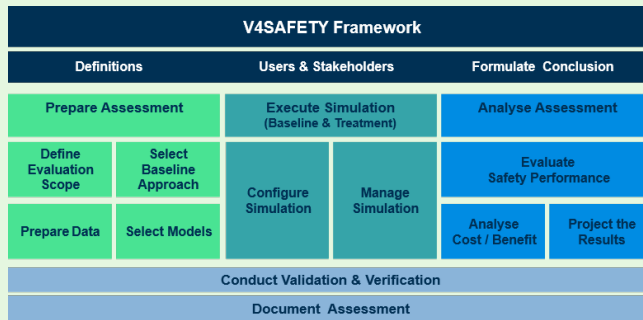 V4SAFETY Framework
Definitions
Users & Stakeholders
Formulate Conclusion
Prepare Assessment
Execute Simulation
(Baseline & Treatment)
Analyse Assessment
Define
Evaluation
Scope
Select
Baseline
Approach
Configure
Simulation
Manage
Simulation
Evaluate
Safety Performance
Prepare Data
Select Models
Analyse
Cost / Benefit
Project the
Results
Conduct Validation & Verification
Document Assessment